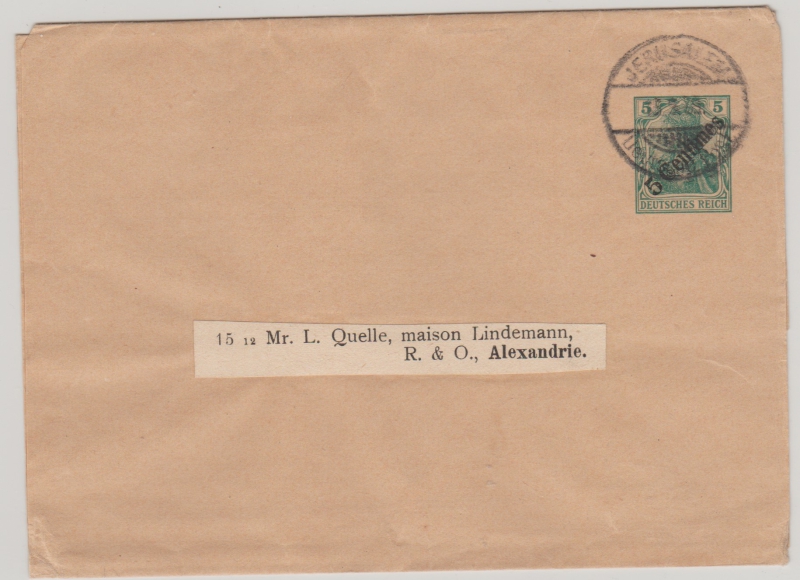 JERUSALEM
5 5
5 Centimes
DEUTSCHES REICH
15 12 Mr. L. Quelle, maison Lindemann,
R. & O., Alexandrie.